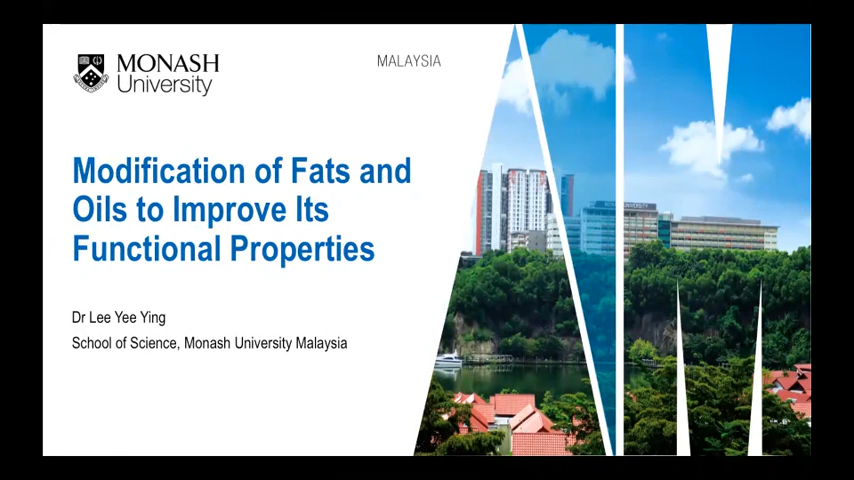 MONASH
University
MALAYSIA
Modification of Fats and
Oils to Improve Its
Functional Properties
Dr Lee Yee Ying
School of Science, Monash University Malaysia